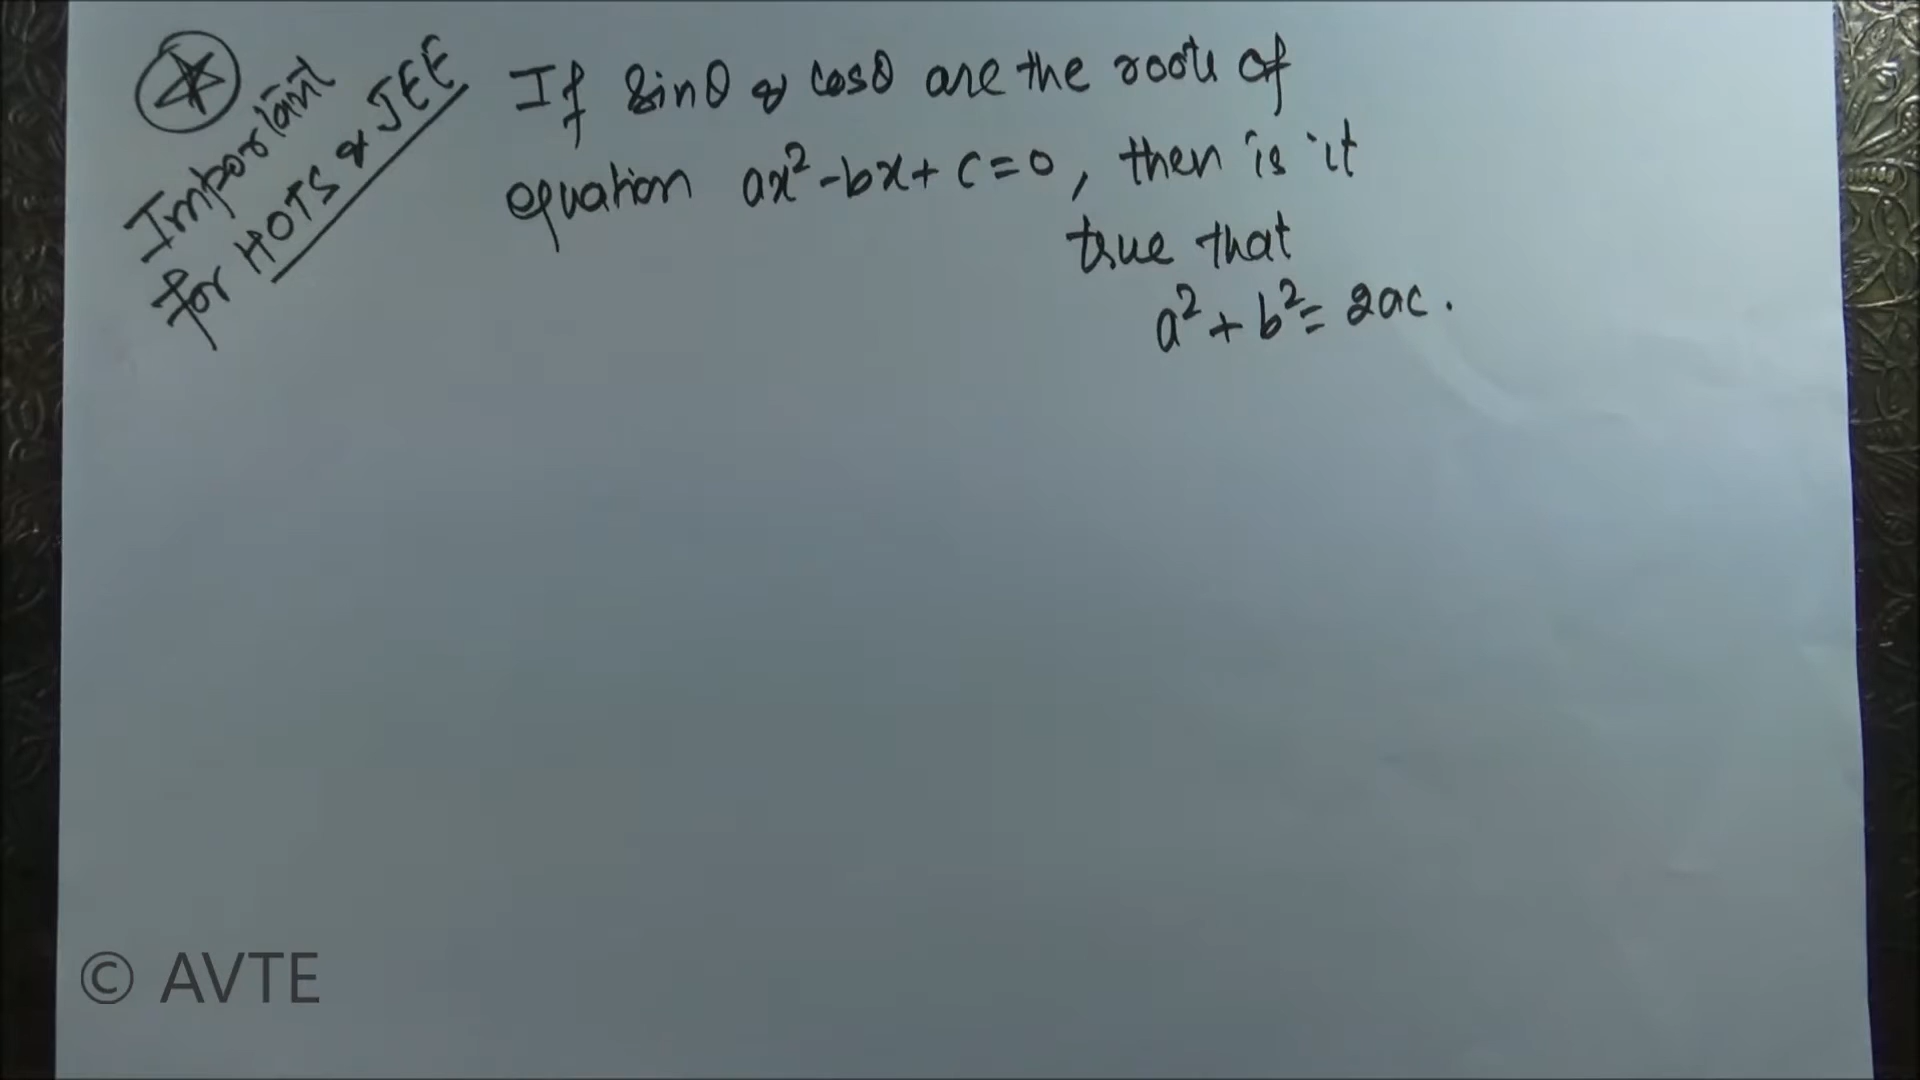 Important
for HOTS & JEE
If sinθ & cosθ are the roots of
equation ax²-bx+c=0, then is it
true that
a²+b²=2ac.
© AVTE